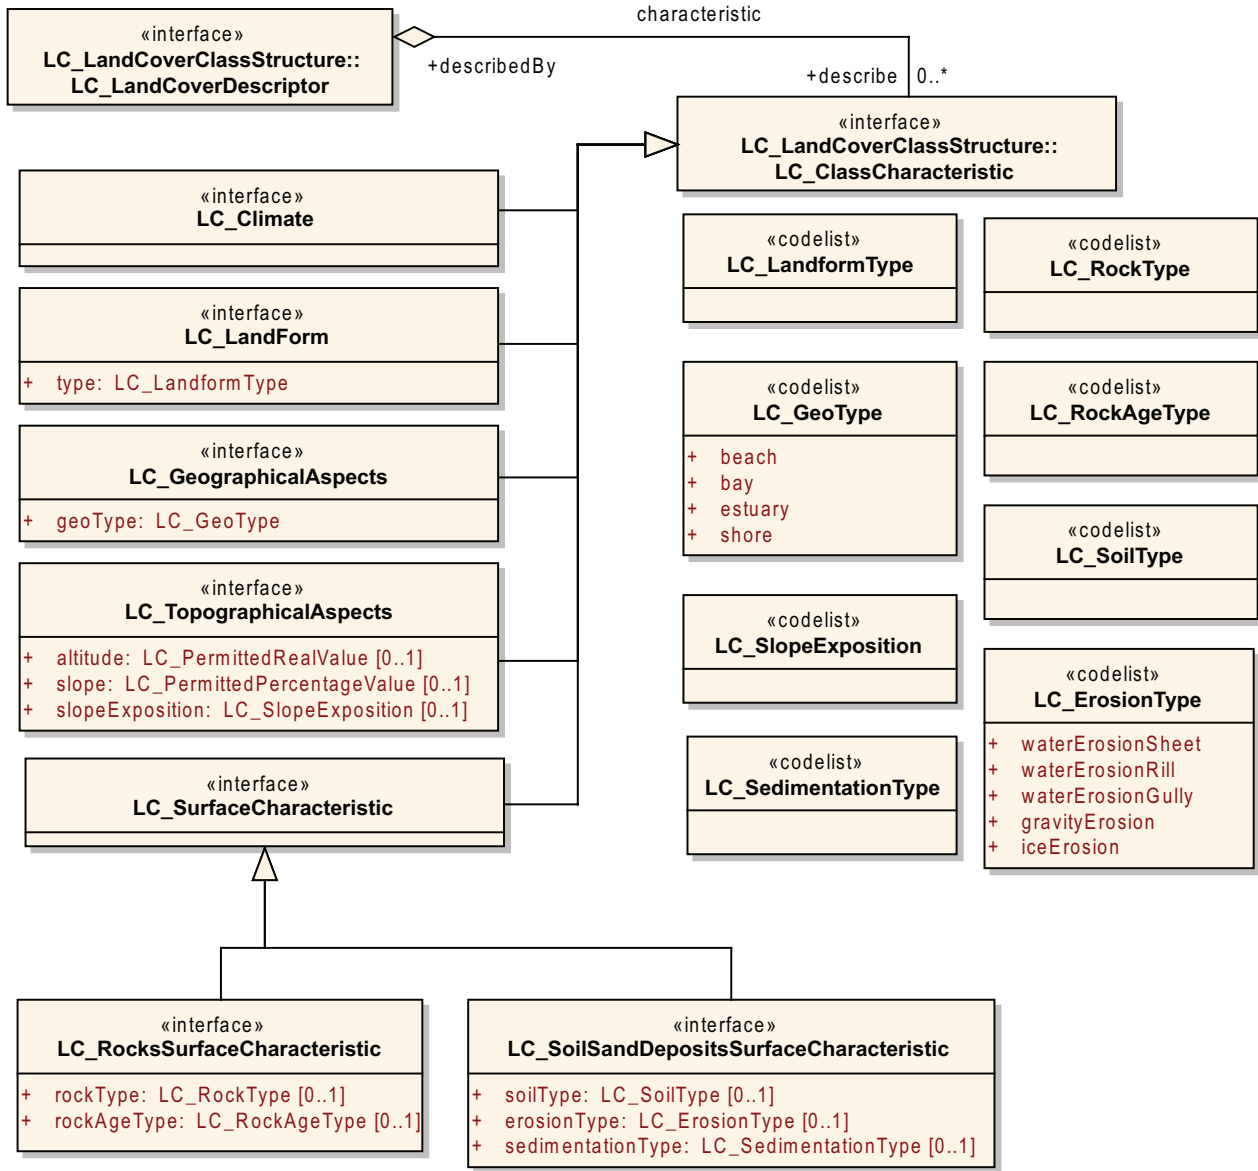 «interface»
LC_LandCoverClassStructure::
LC_LandCoverDescriptor
characteristic
+describedBy
+describe 0..*
«interface»
LC_LandCoverClassStructure::
LC_ClassCharacteristic
«interface»
LC_Climate
«interface»
LC_LandForm
+ type: LC_LandformType
«interface»
LC_GeographicalAspects
+ geoType: LC_GeoType
«interface»
LC_TopographicalAspects
+ altitude: LC_PermittedRealValue [0..1]
+ slope: LC_PermittedPercentageValue [0..1]
+ slopeExposition: LC_SlopeExposition [0..1]
«interface»
LC_SurfaceCharacteristic
«codelist»
LC_LandformType
«codelist»
LC_RockType
«codelist»
LC_GeoType
+ beach
+ bay
+ estuary
+ shore
«codelist»
LC_RockAgeType
«codelist»
LC_SoilType
«codelist»
LC_SlopeExposition
«codelist»
LC_ErosionType
+ waterErosionSheet
+ waterErosionRill
+ waterErosionGully
+ gravityErosion
+ iceErosion
«codelist»
LC_SedimentationType
«interface»
LC_RocksSurfaceCharacteristic
+ rockType: LC_RockType [0..1]
+ rockAgeType: LC_RockAgeType [0..1]
«interface»
LC_SoilSandDepositsSurfaceCharacteristic
+ soilType: LC_SoilType [0..1]
+ erosionType: LC_ErosionType [0..1]
+ sedimentationType: LC_SedimentationType [0..1]